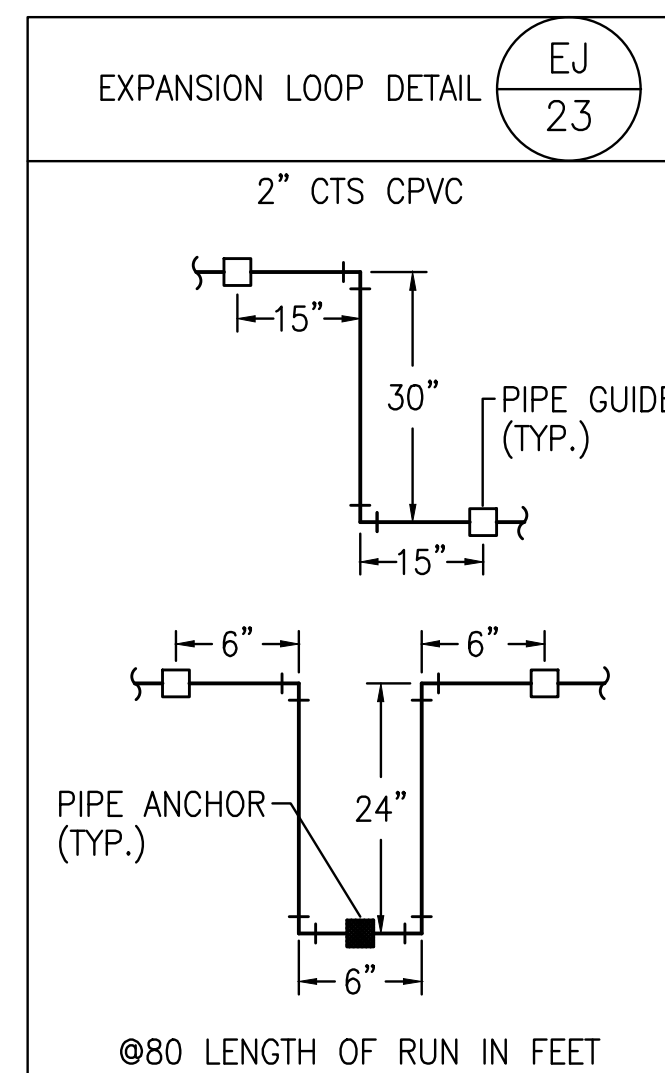 EXPANSION LOOP DETAIL
EJ
23
2" CTS CPVC
15"
30"
PIPE GUIDE
(TYP.)
15"
6"
6"
PIPE ANCHOR
(TYP.)
24"
6"
@80 LENGTH OF RUN IN FEET